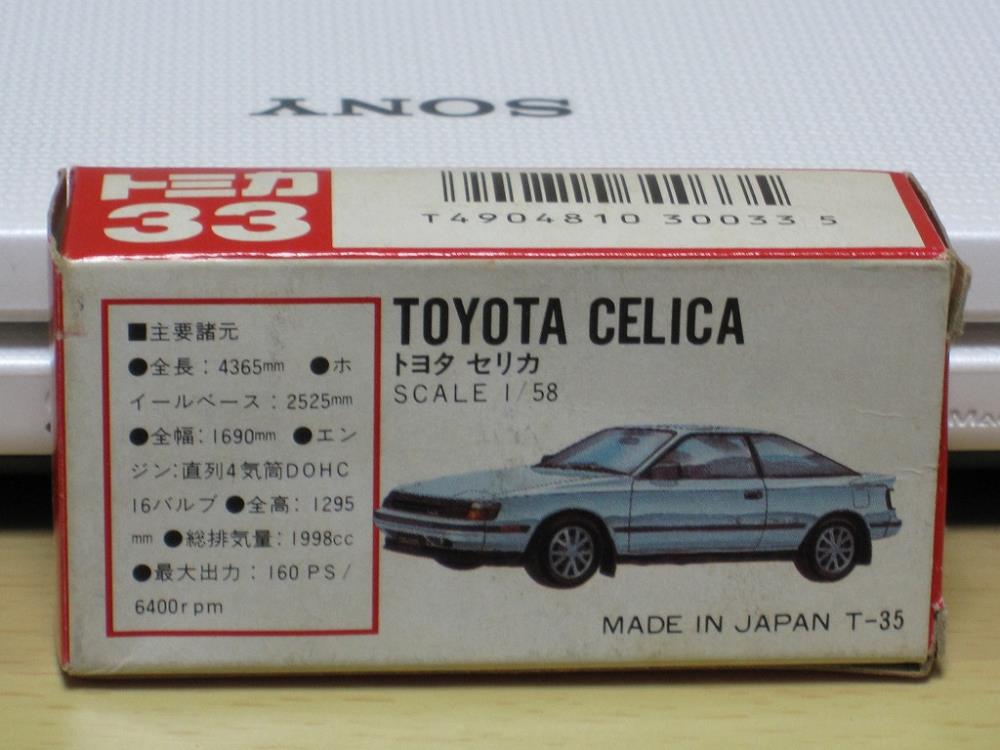 SONY
トミカ
33
T4904810 30033 5
■主要諸元
●全長：4365mm ●ホ
イールベース：2525mm
●全幅：1690mm ●エン
ジン：直列4気筒DOHC
16バルブ ●全高：1295
mm ●総排気量：1998cc
●最大出力：160PS/
6400rpm
TOYOTA CELICA
トヨタ セリカ
SCALE 1/58
MADE IN JAPAN T-35